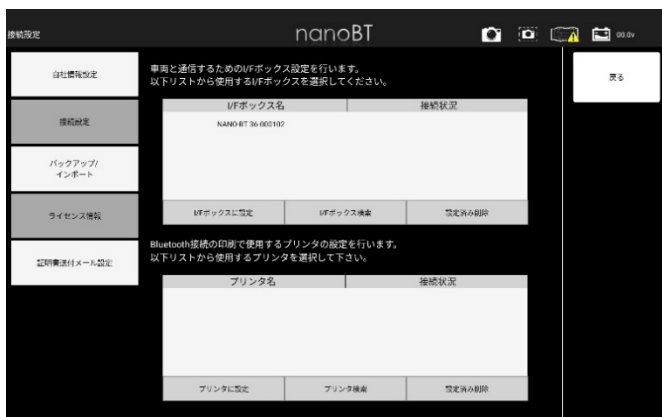 接続設定
nanoBT
00.0v
自社情報設定
接続設定
バックアップ/
インポート
ライセンス情報
証明書送付メール設定
車両と通信するためのI/Fボックス設定を行います。
以下リストから使用するI/Fボックスを選択してください。
I/Fボックス名 接続状況
NANO-BT 36-000102
I/Fボックスに設定 I/Fボックス検索 設定済み削除
Bluetooth接続の印刷で使用するプリンタの設定を行います。
以下リストから使用するプリンタを選択して下さい。
プリンタ名 接続状況
プリンタに設定 プリンタ検索 設定済み削除
戻る